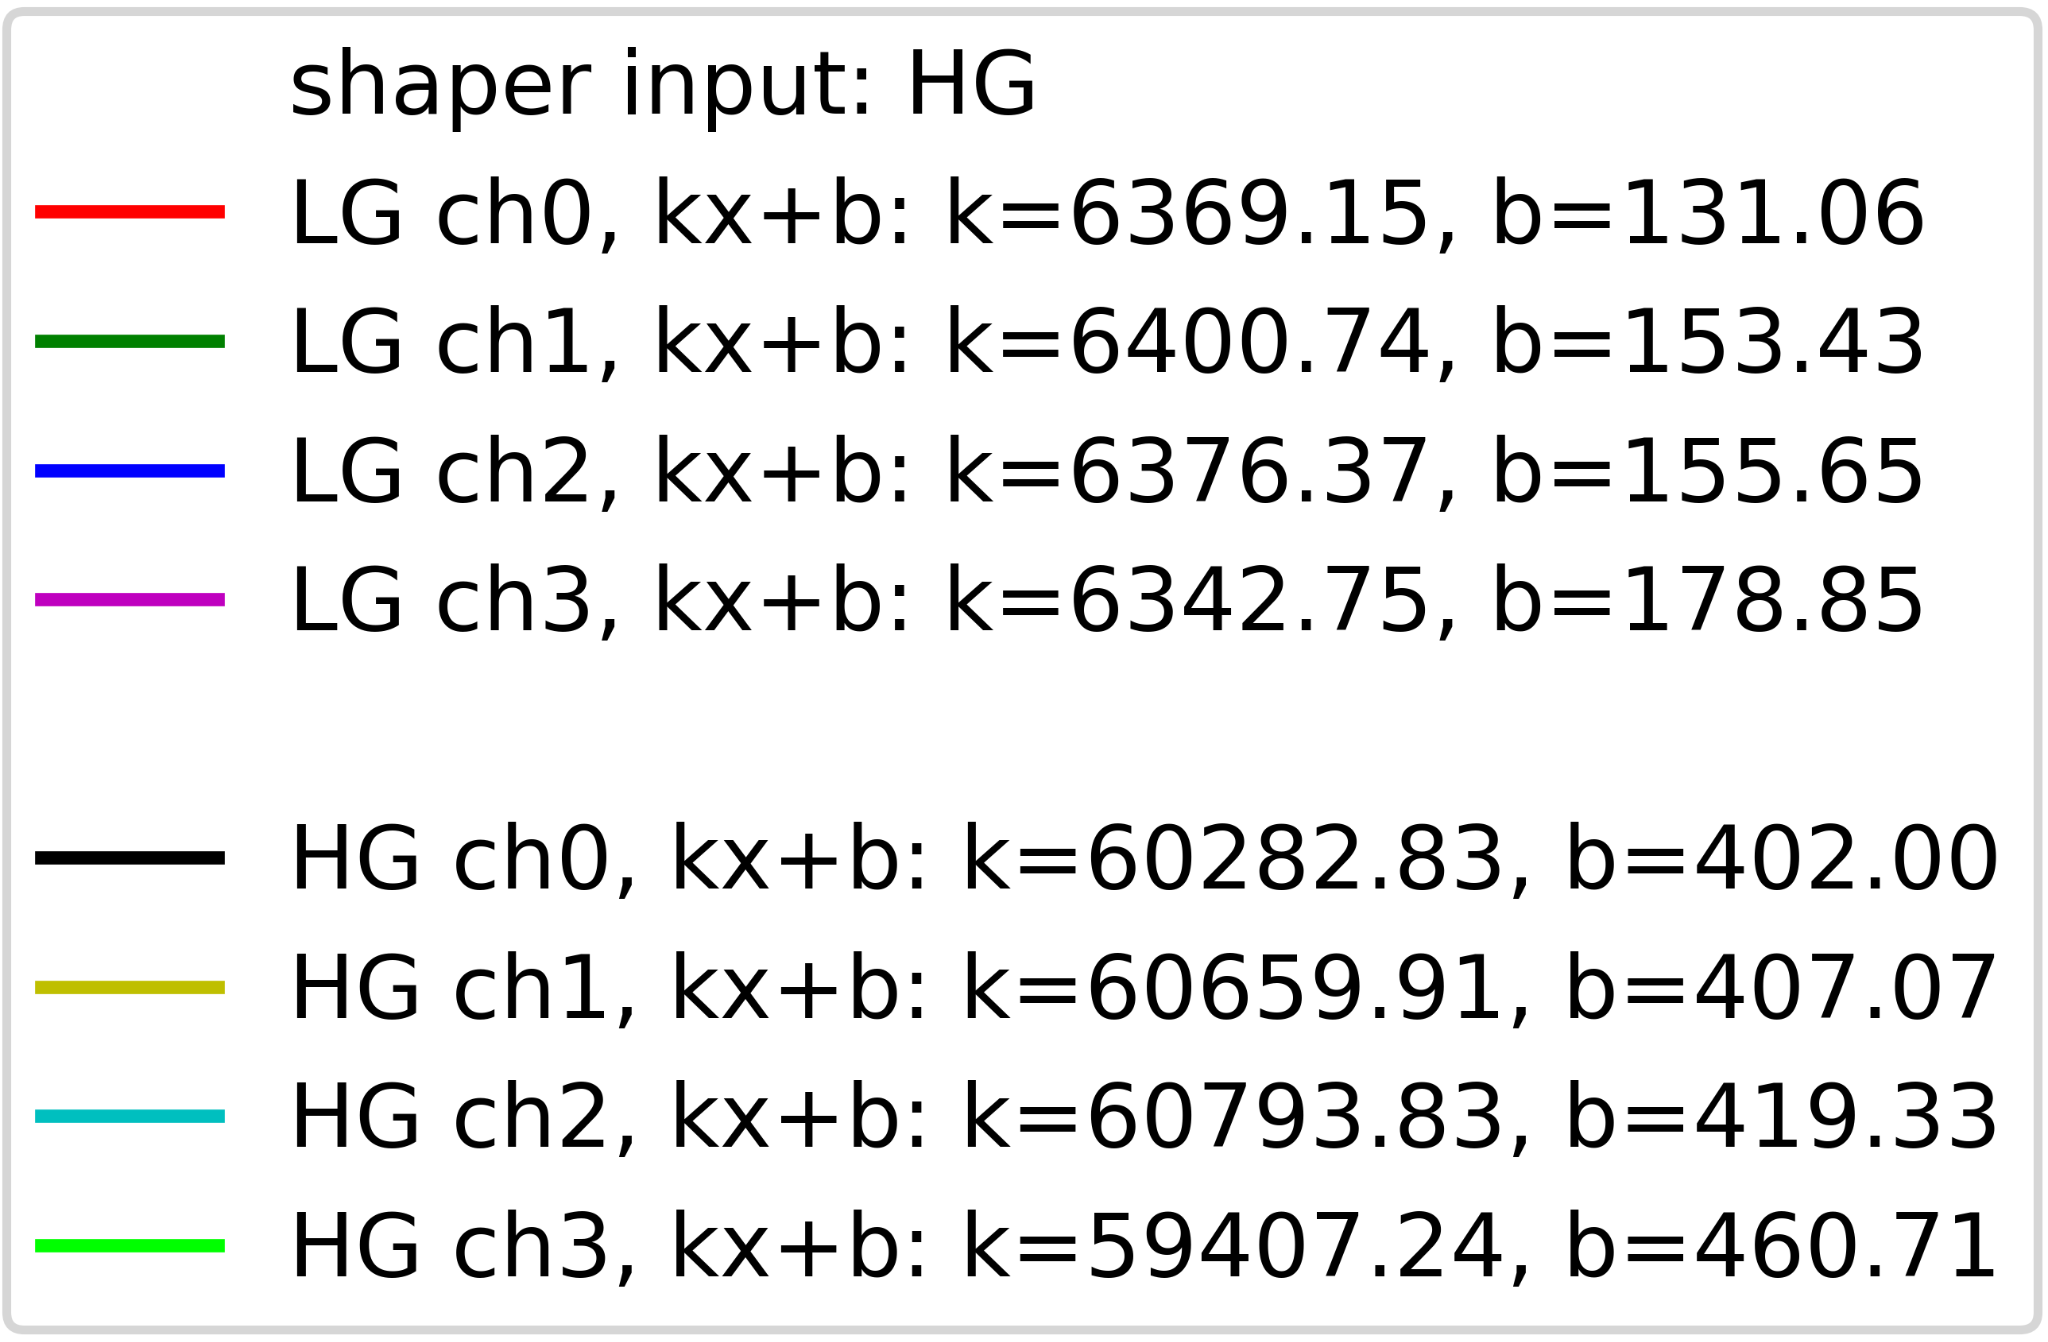 shaper input: HG
LG ch0, kx+b: k=6369.15, b=131.06
LG ch1, kx+b: k=6400.74, b=153.43
LG ch2, kx+b: k=6376.37, b=155.65
LG ch3, kx+b: k=6342.75, b=178.85
HG ch0, kx+b: k=60282.83, b=402.00
HG ch1, kx+b: k=60659.91, b=407.07
HG ch2, kx+b: k=60793.83, b=419.33
HG ch3, kx+b: k=59407.24, b=460.71